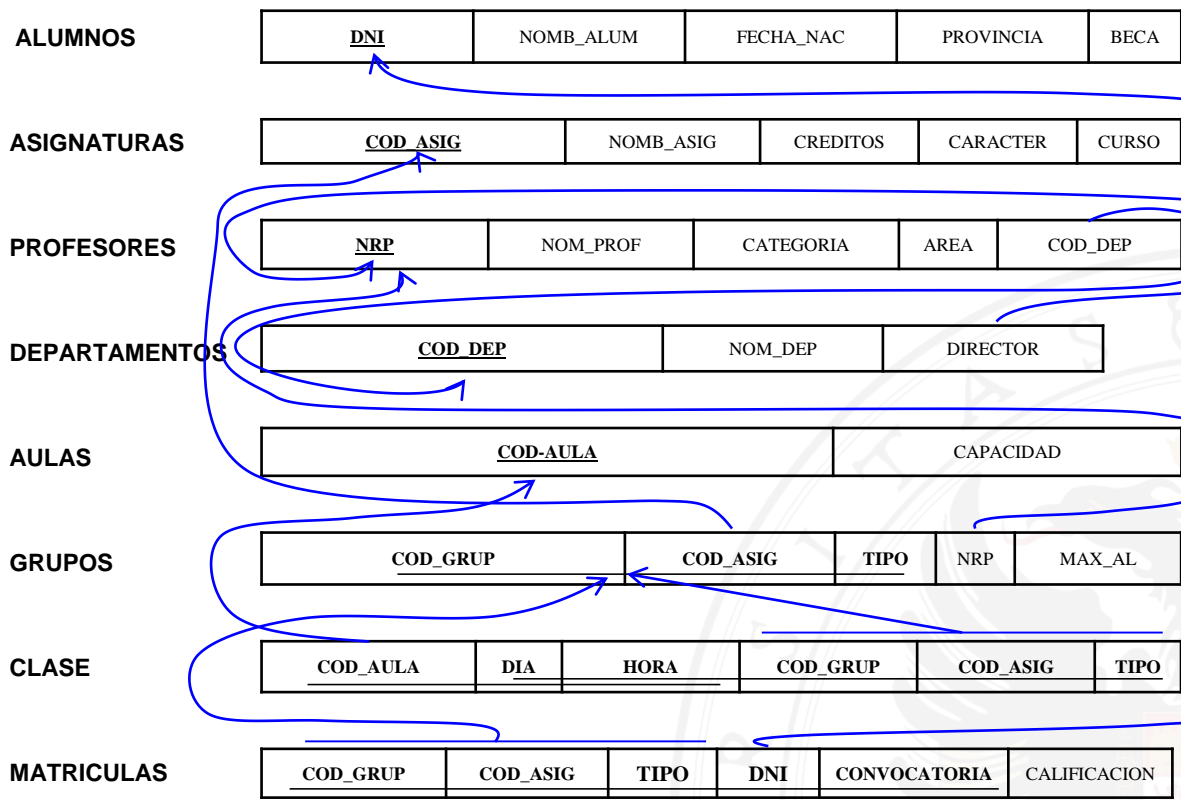 ALUMNOS DNI NOMB_ALUM FECHA_NAC PROVINCIA BECA
ASIGNATURAS COD_ASIG NOMB_ASIG CREDITOS CARACTER CURSO
PROFESORES NRP NOM_PROF CATEGORIA AREA COD_DEP
DEPARTAMENTOS COD_DEP NOM_DEP DIRECTOR
AULAS COD-AULA CAPACIDAD
GRUPOS COD_GRUP COD_ASIG TIPO NRP MAX_AL
CLASE COD_AULA DIA HORA COD_GRUP COD_ASIG TIPO
MATRICULAS COD_GRUP COD_ASIG TIPO DNI CONVOCATORIA CALIFICACION